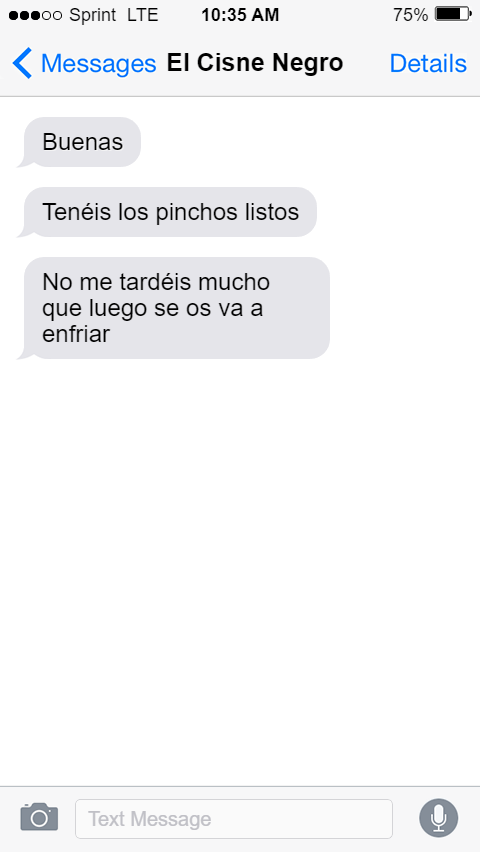 Sprint LTE 10:35 AM 75%
Messages El Cisne Negro Details
Buenas
Tenéis los pinchos listos
No me tardéis mucho
que luego se os va a
enfriar
Text Message